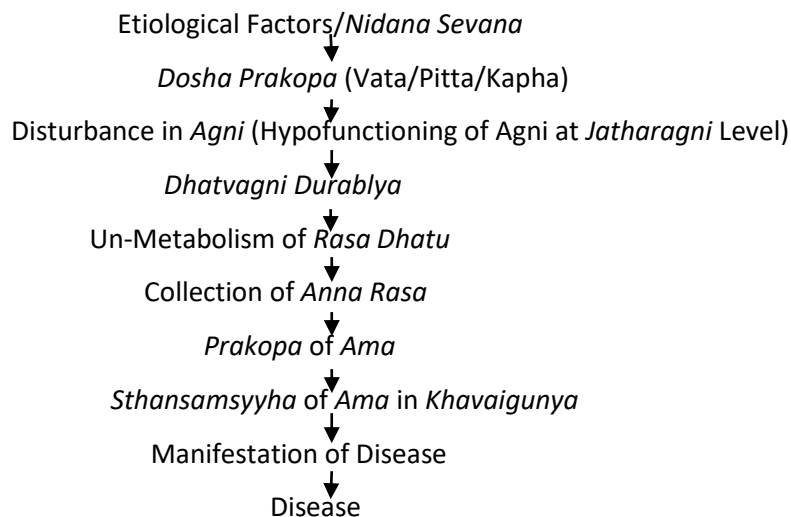 Etiological Factors/Nidana Sevana
Dosha Prakopa (Vata/Pitta/Kapha)
Disturbance in Agni (Hypofunctioning of Agni at Jatharagni Level)
Dhatvagni Durablya
Un-Metabolism of Rasa Dhatu
Collection of Anna Rasa
Prakopa of Ama
Sthansamsyyha of Ama in Khavaigunya
Manifestation of Disease
Disease